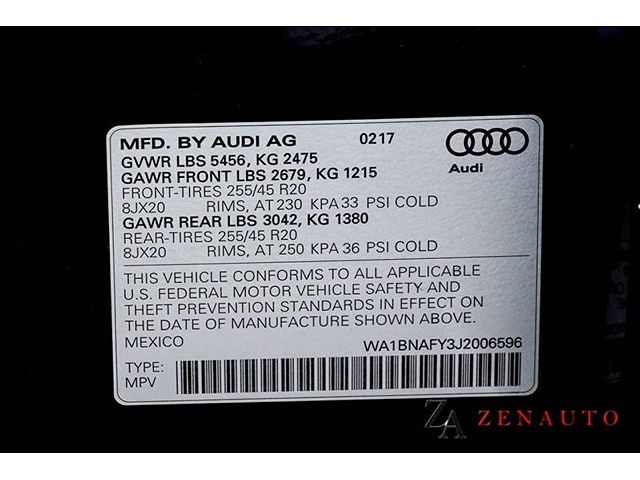 MFD. BY AUDI AG 0217
GVWR LBS 5456, KG 2475
GAWR FRONT LBS 2679, KG 1215
FRONT-TIRES 255/45 R20
8JX20 RIMS, AT 230 KPA 33 PSI COLD
GAWR REAR LBS 3042, KG 1380
REAR-TIRES 255/45 R20
8JX20 RIMS, AT 250 KPA 36 PSI COLD
Audi
THIS VEHICLE CONFORMS TO ALL APPLICABLE
U.S. FEDERAL MOTOR VEHICLE SAFETY AND
THEFT PREVENTION STANDARDS IN EFFECT ON
THE DATE OF MANUFACTURE SHOWN ABOVE.
MEXICO WA1BNAFY3J2006596
TYPE:
MPV
ZA ZENAUTO